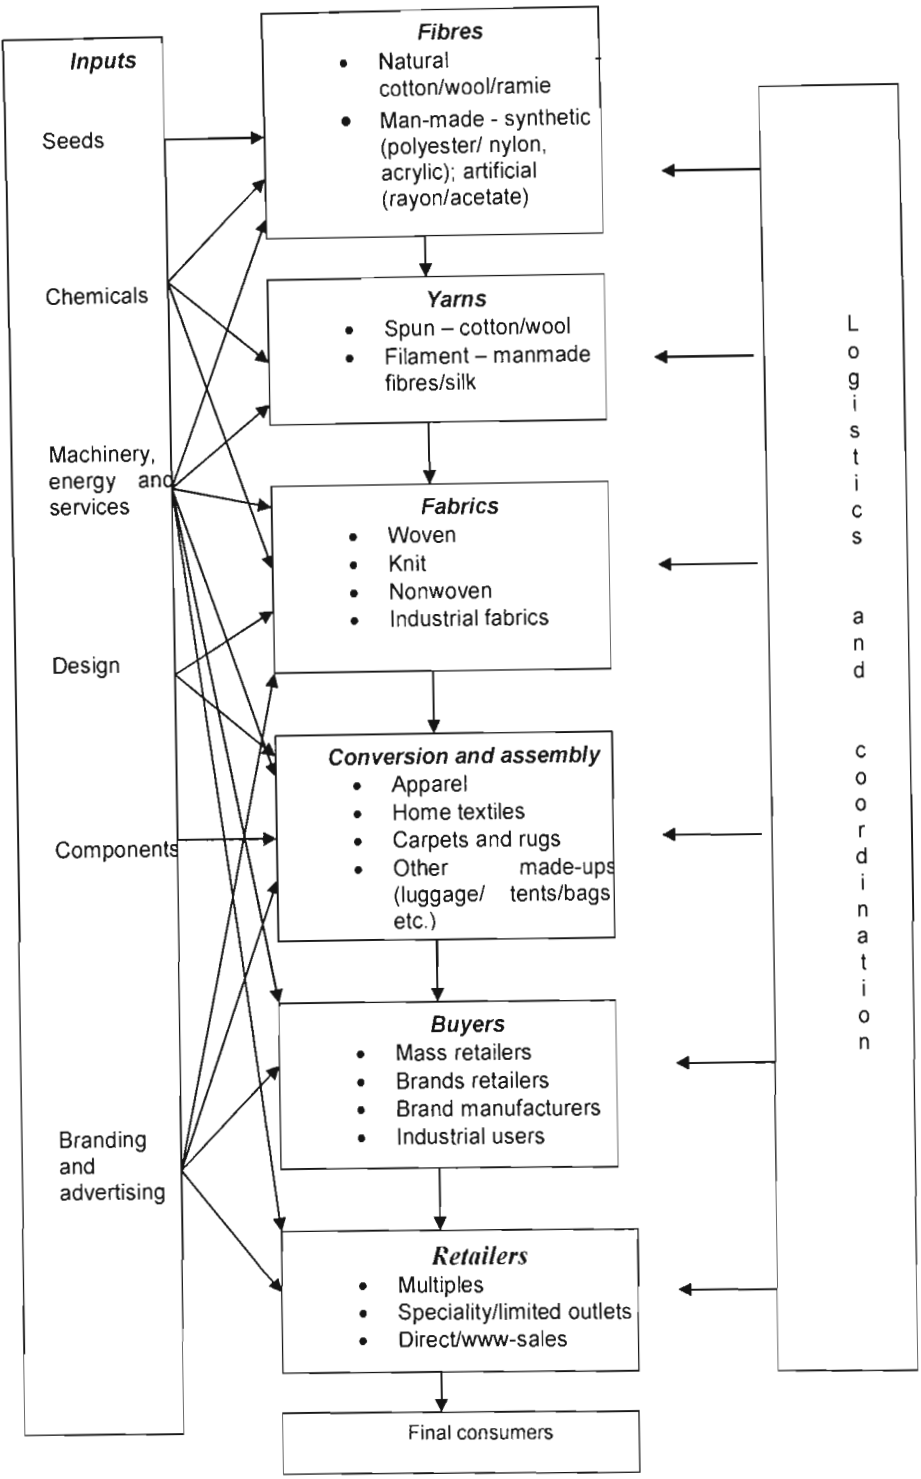 Inputs
Seeds
Chemicals
Machinery,
energy and
services
Design
Components
Branding
and
advertising
Fibres
• Natural
cotton/wool/ramie
• Man-made - synthetic
(polyester/ nylon,
acrylic); artificial
(rayon/acetate)
Yarns
• Spun – cotton/wool
• Filament – manmade
fibres/silk
Fabrics
• Woven
• Knit
• Nonwoven
• Industrial fabrics
Conversion and assembly
• Apparel
• Home textiles
• Carpets and rugs
• Other made-ups
(luggage/ tents/bags
etc.)
Buyers
• Mass retailers
• Brands retailers
• Brand manufacturers
• Industrial users
Retailers
• Multiples
• Speciality/limited outlets
• Direct/www-sales
Final consumers
Logistics and coordination